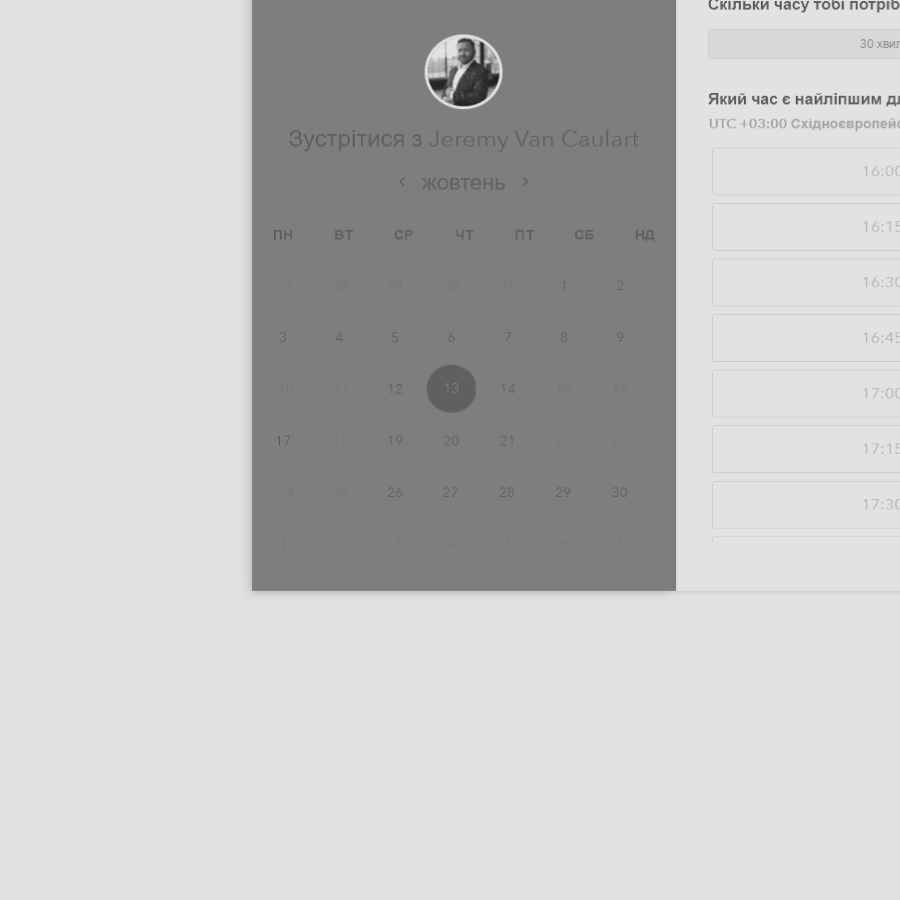 Зустрітися з Jeremy Van Caulart
жовтень
ПН ВТ СР ЧТ ПТ СБ НД
27 28 29 30 31 1 2
3 4 5 6 7 8 9
10 11 12 13 14 15 16
17 18 19 20 21 22 23
24 25 26 27 28 29 30
1 2 3 4 5 6 7
Скільки часу тобі
30
Який час є найліпшим
UTC +03:00
16:00
16:15
16:30
16:45
17:00
17:15
17:30